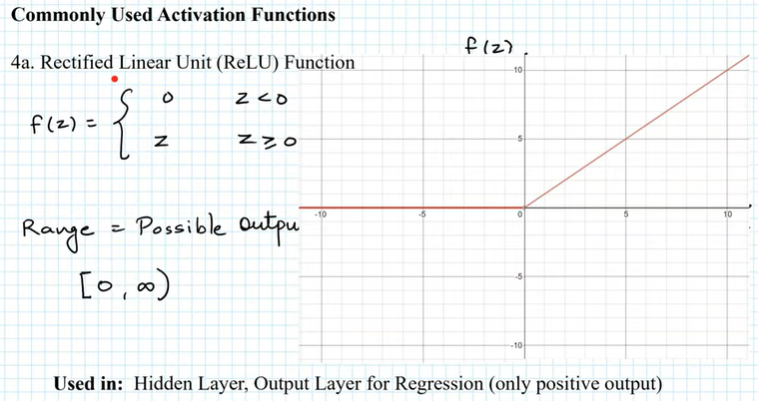 Commonly Used Activation Functions
f(z)
4a. Rectified Linear Unit (ReLU) Function
f(z) = { 0 z < 0
z z ≥ 0
Range = Possible Outpu
[0, ∞)
10
5
-10 -5 0 5 10
-5
-10
Used in: Hidden Layer, Output Layer for Regression (only positive output)